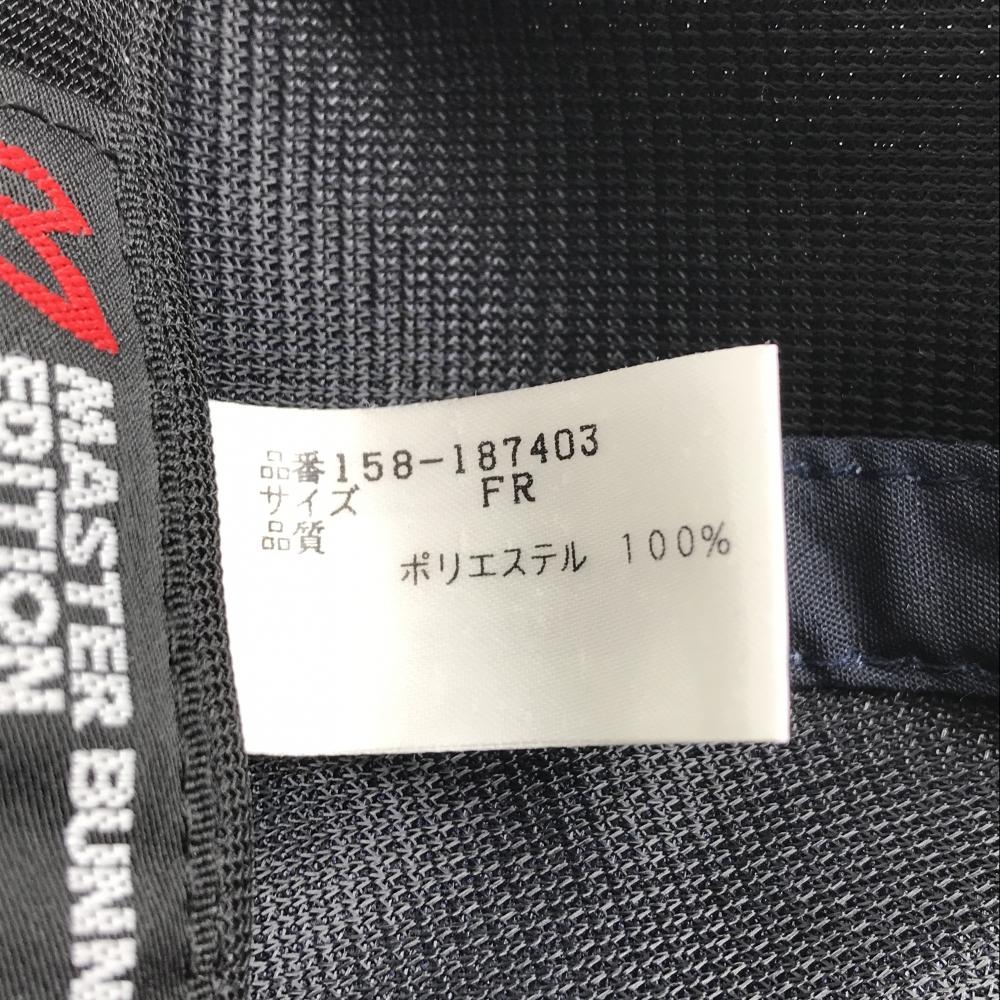 品番158-187403
サイズ FR
品質
ポリエステル 100%
MASTER BUNN
EDITION